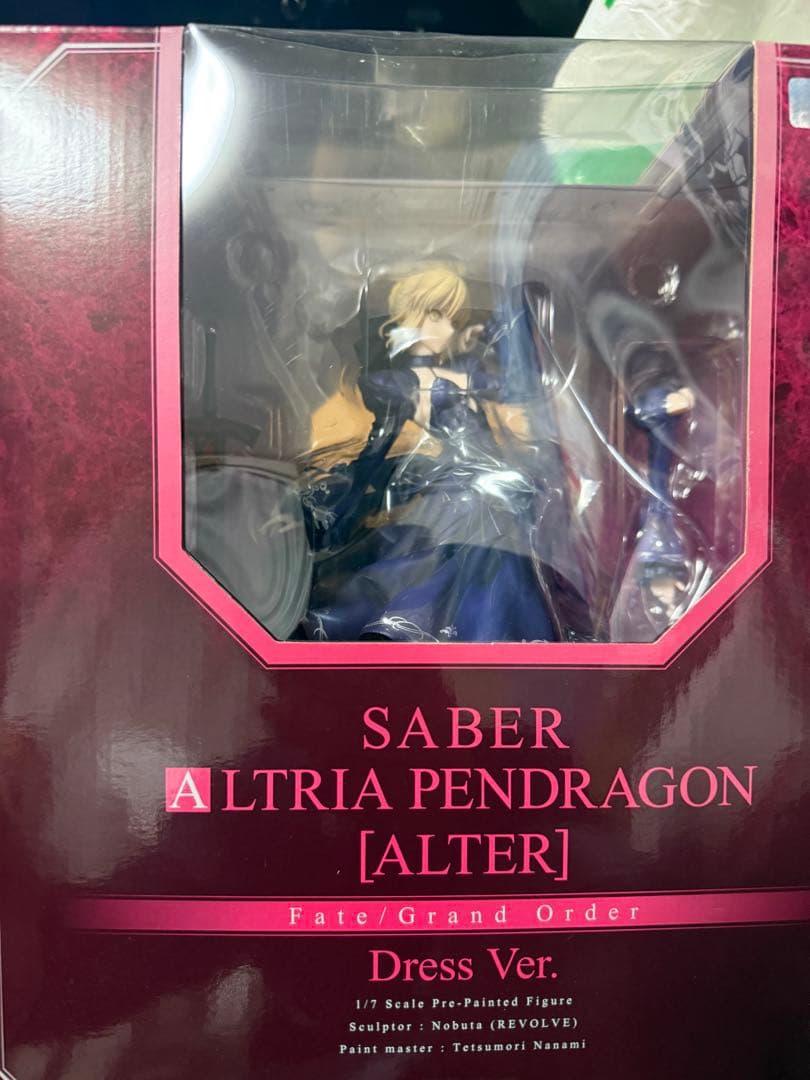 SABER
ALTRIA PENDRAGON
[ALTER]
Fate/Grand Order
Dress Ver.
1/7 Scale Pre-Painted Figure
Sculptor : Nobuta (REVOLVE)
Paint master : Tetsumori Nanami